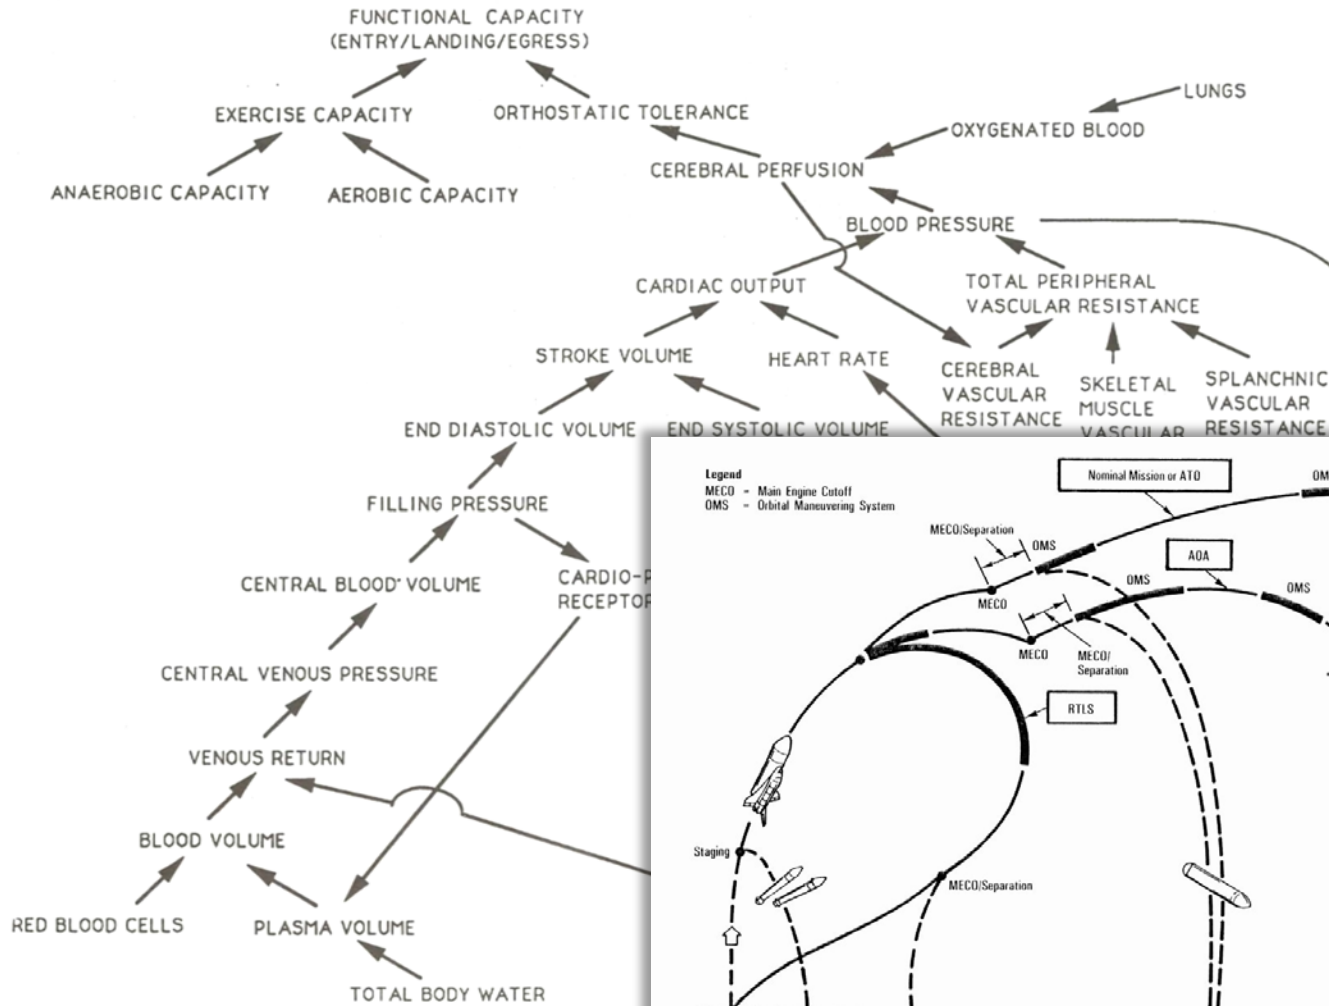 FUNCTIONAL CAPACITY
(ENTRY/LANDING/EGRESS)
EXERCISE CAPACITY
ORTHOSTATIC TOLERANCE
LUNGS
OXYGENATED BLOOD
ANAEROBIC CAPACITY
AEROBIC CAPACITY
CEREBRAL PERFUSION
BLOOD PRESSURE
CARDIAC OUTPUT
TOTAL PERIPHERAL
VASCULAR RESISTANCE
STROKE VOLUME
HEART RATE
CEREBRAL
VASCULAR
RESISTANCE
SKELETAL
MUSCLE
VASCULAR
SPLANCHNIC
VASCULAR
RESISTANCE
END DIASTOLIC VOLUME
END SYSTOLIC VOLUME
FILLING PRESSURE
CENTRAL BLOOD VOLUME
CARDIO-P
RECEPTOR
CENTRAL VENOUS PRESSURE
VENOUS RETURN
BLOOD VOLUME
RED BLOOD CELLS
PLASMA VOLUME
TOTAL BODY WATER
Legend
MECO = Main Engine Cutoff
OMS = Orbital Maneuvering System
Nominal Mission or ATO
OM
MECO/Separation
OMS
AOA
MECO
OMS
OMS
MECO
MECO/
Separation
RTLS
Staging
MECO/Separation